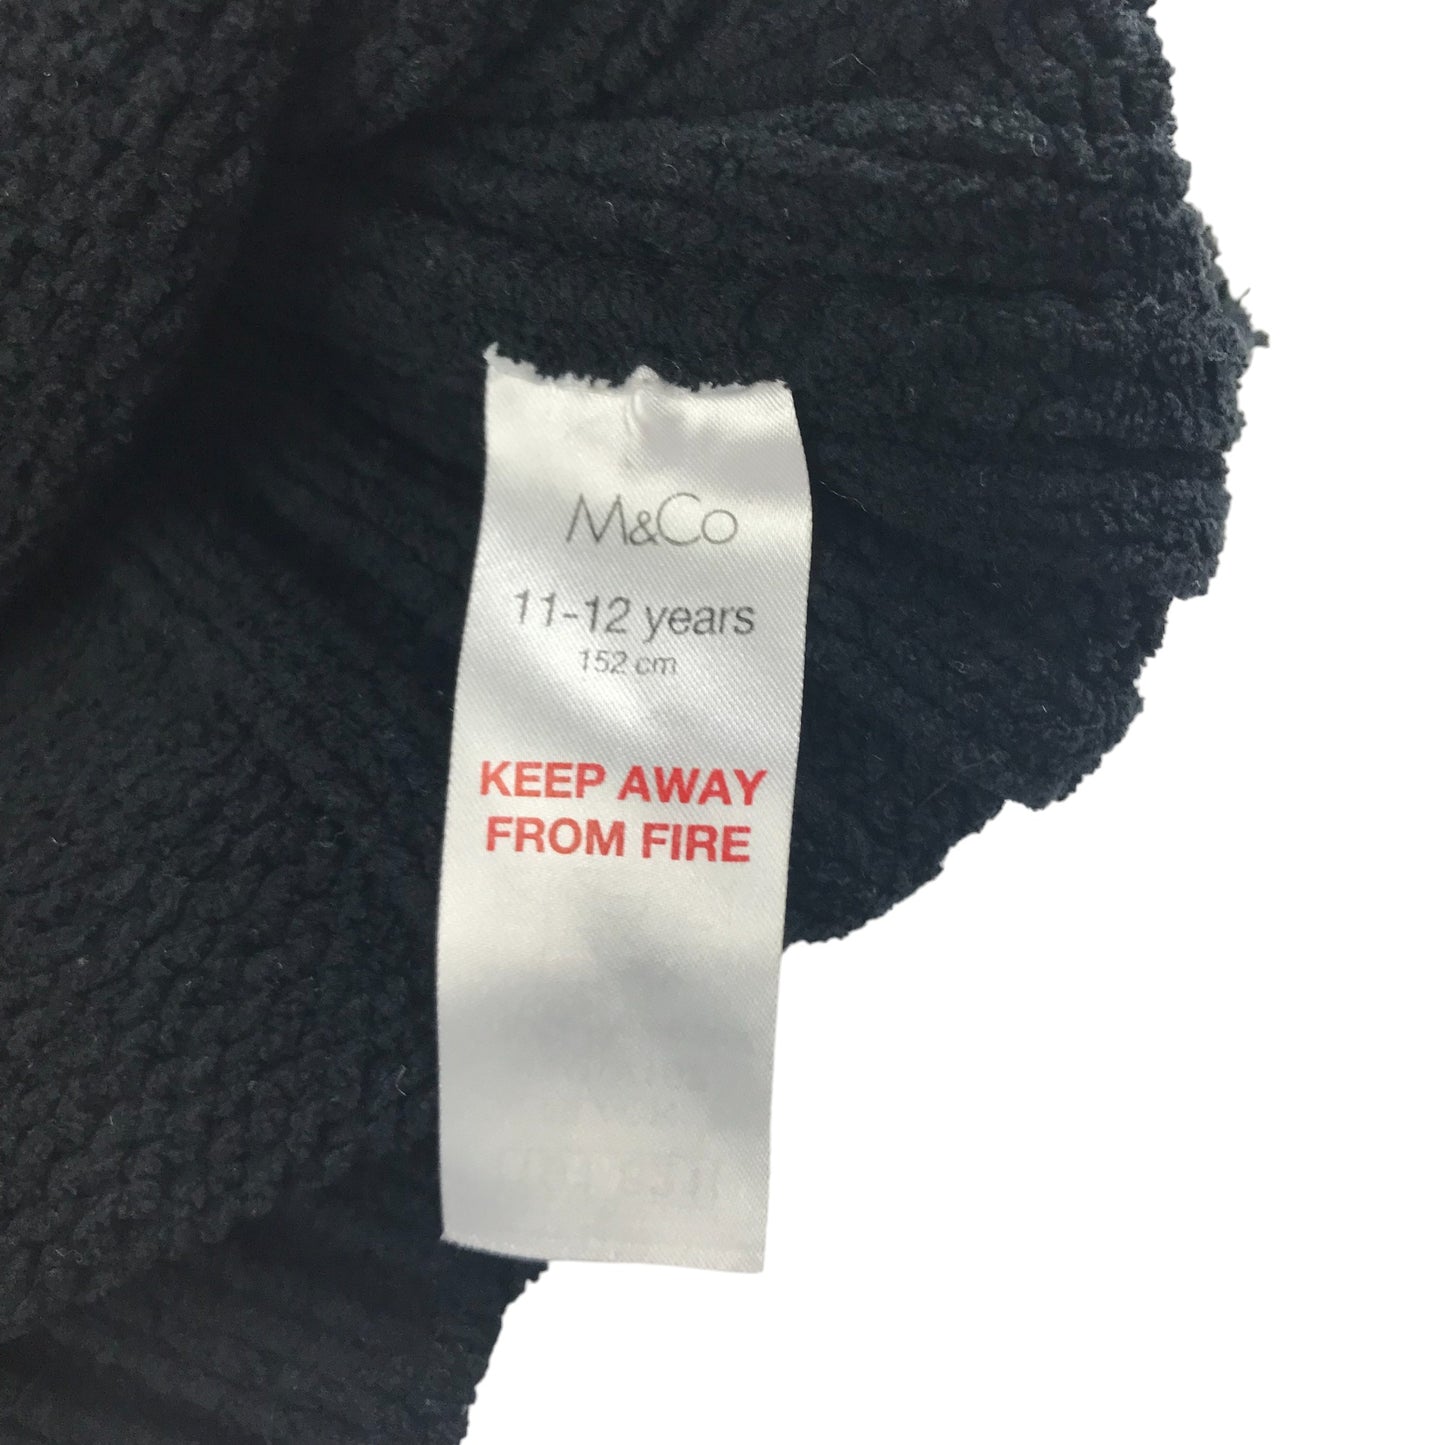 M&Co
11-12 years
152 cm
KEEP AWAY
FROM FIRE